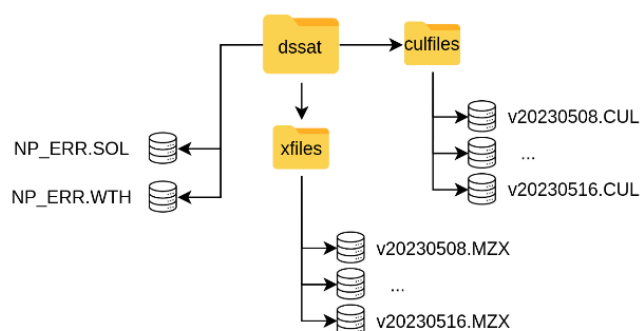 dssat
culfiles
NP_ERR.SOL
NP_ERR.WTH
xfiles
v20230508.CUL
...
v20230516.CUL
v20230508.MZX
...
v20230516.MZX